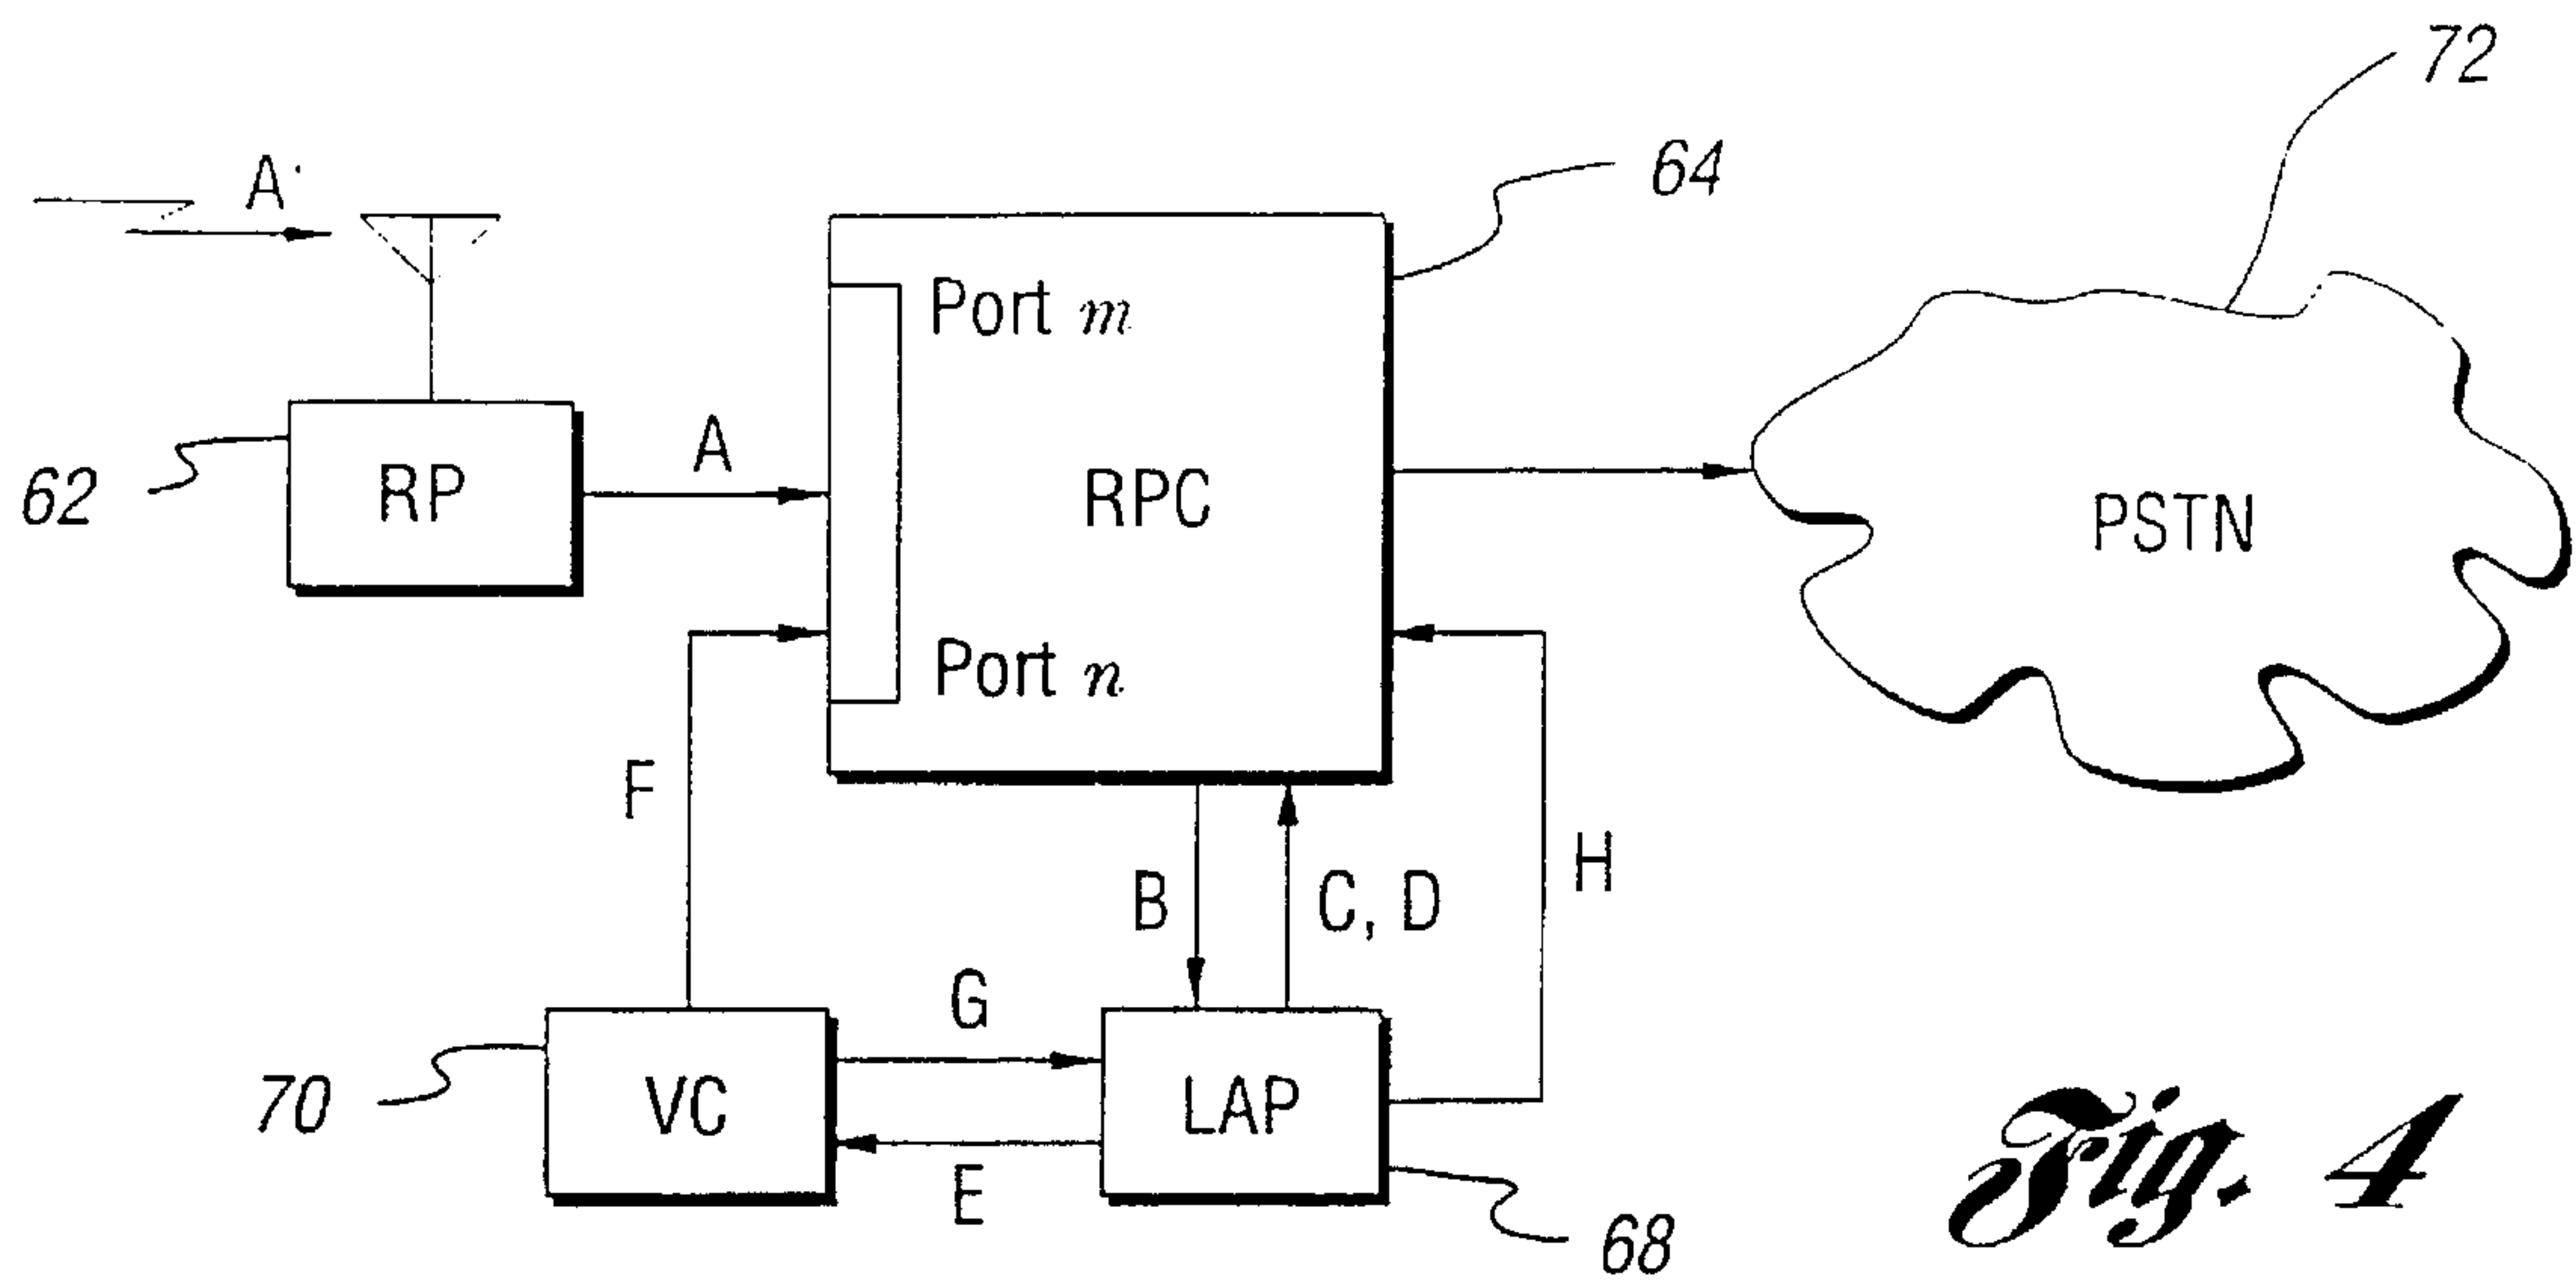 72
64
A'
Port m
A
RP
RPC
62
PSTN
Port n
F
H
B
C, D
G
70
VC
LAP
E
68
Fig. 4